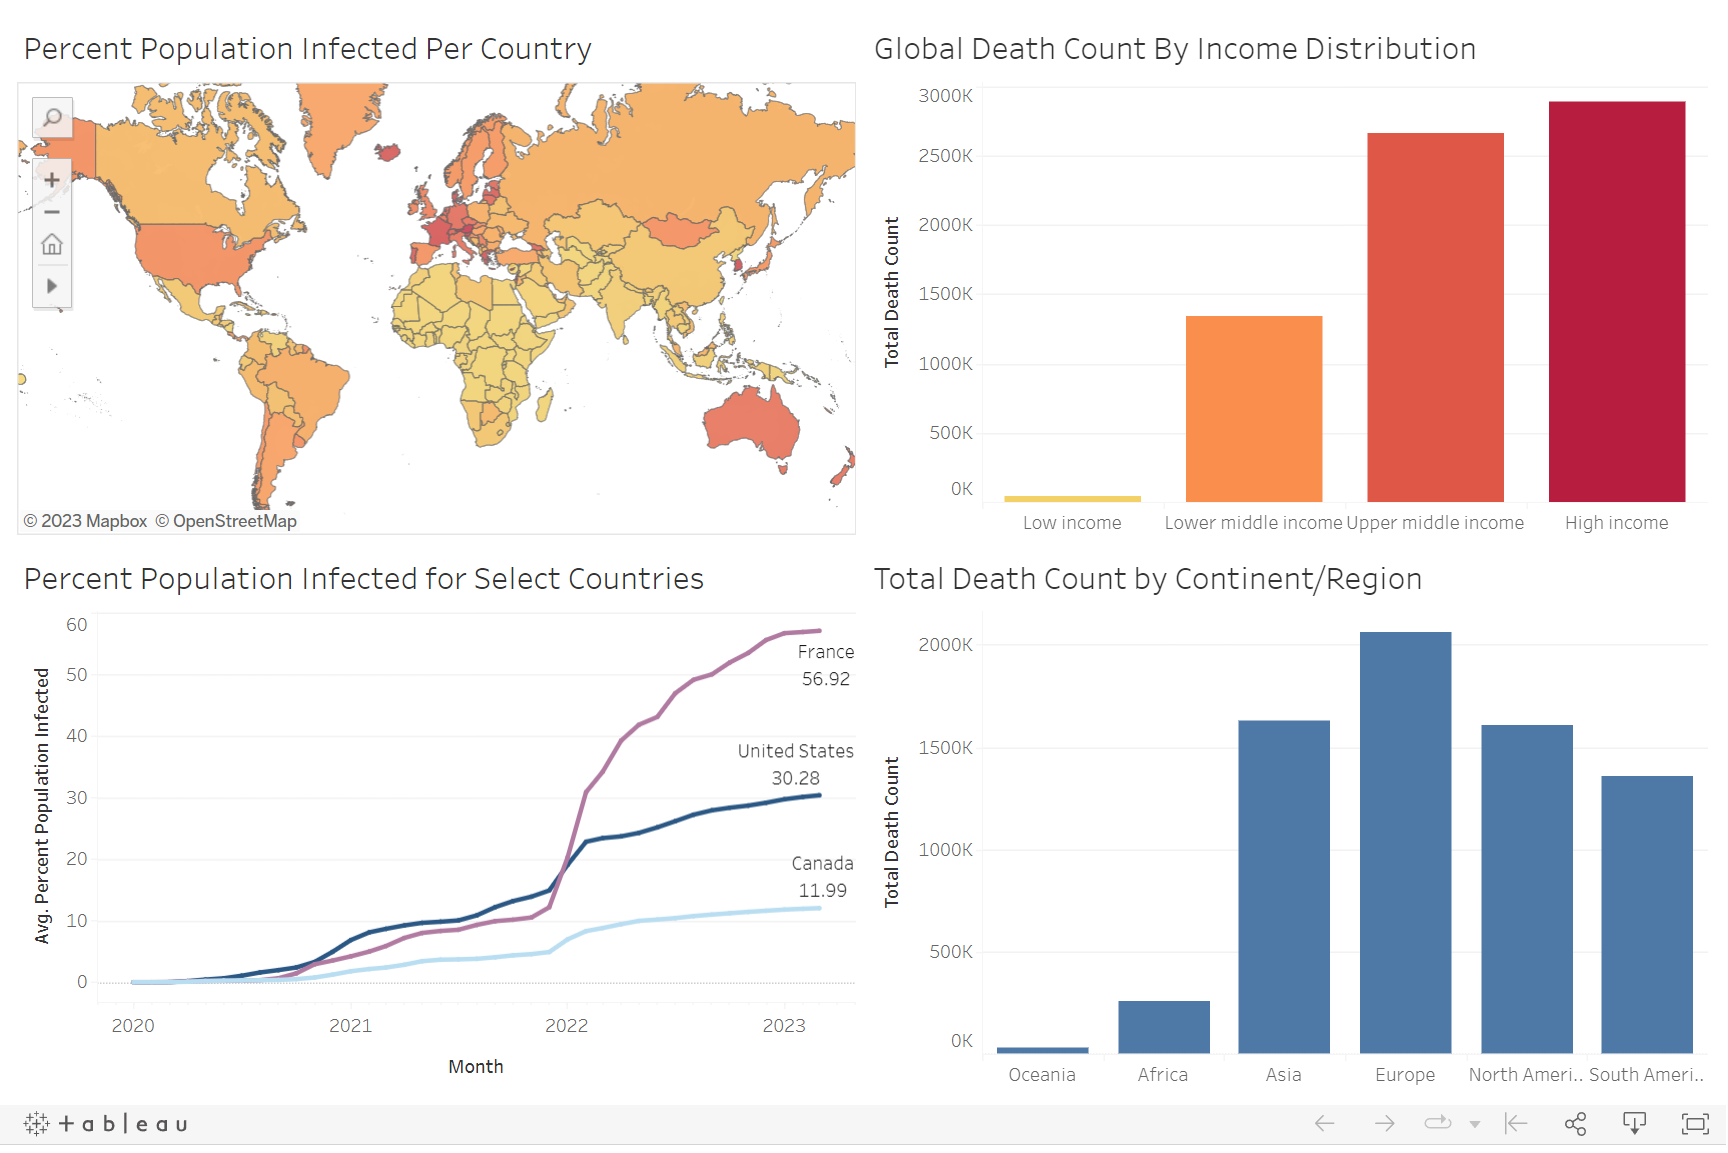 Percent Population Infected Per Country
© 2023 Mapbox © OpenStreetMap
Global Death Count By Income Distribution
Total Death Count
3000K
2500K
2000K
1500K
1000K
500K
0K
Low income
Lower middle income
Upper middle income
High income
Percent Population Infected for Select Countries
Avg. Percent Population Infected
60
50
40
30
20
10
0
France
56.92
United States
30.28
Canada
11.99
2020
2021
2022
2023
Month
Total Death Count by Continent/Region
Total Death Count
2000K
1500K
1000K
500K
0K
Oceania
Africa
Asia
Europe
North Ameri..
South Ameri..
+ a b | e a u